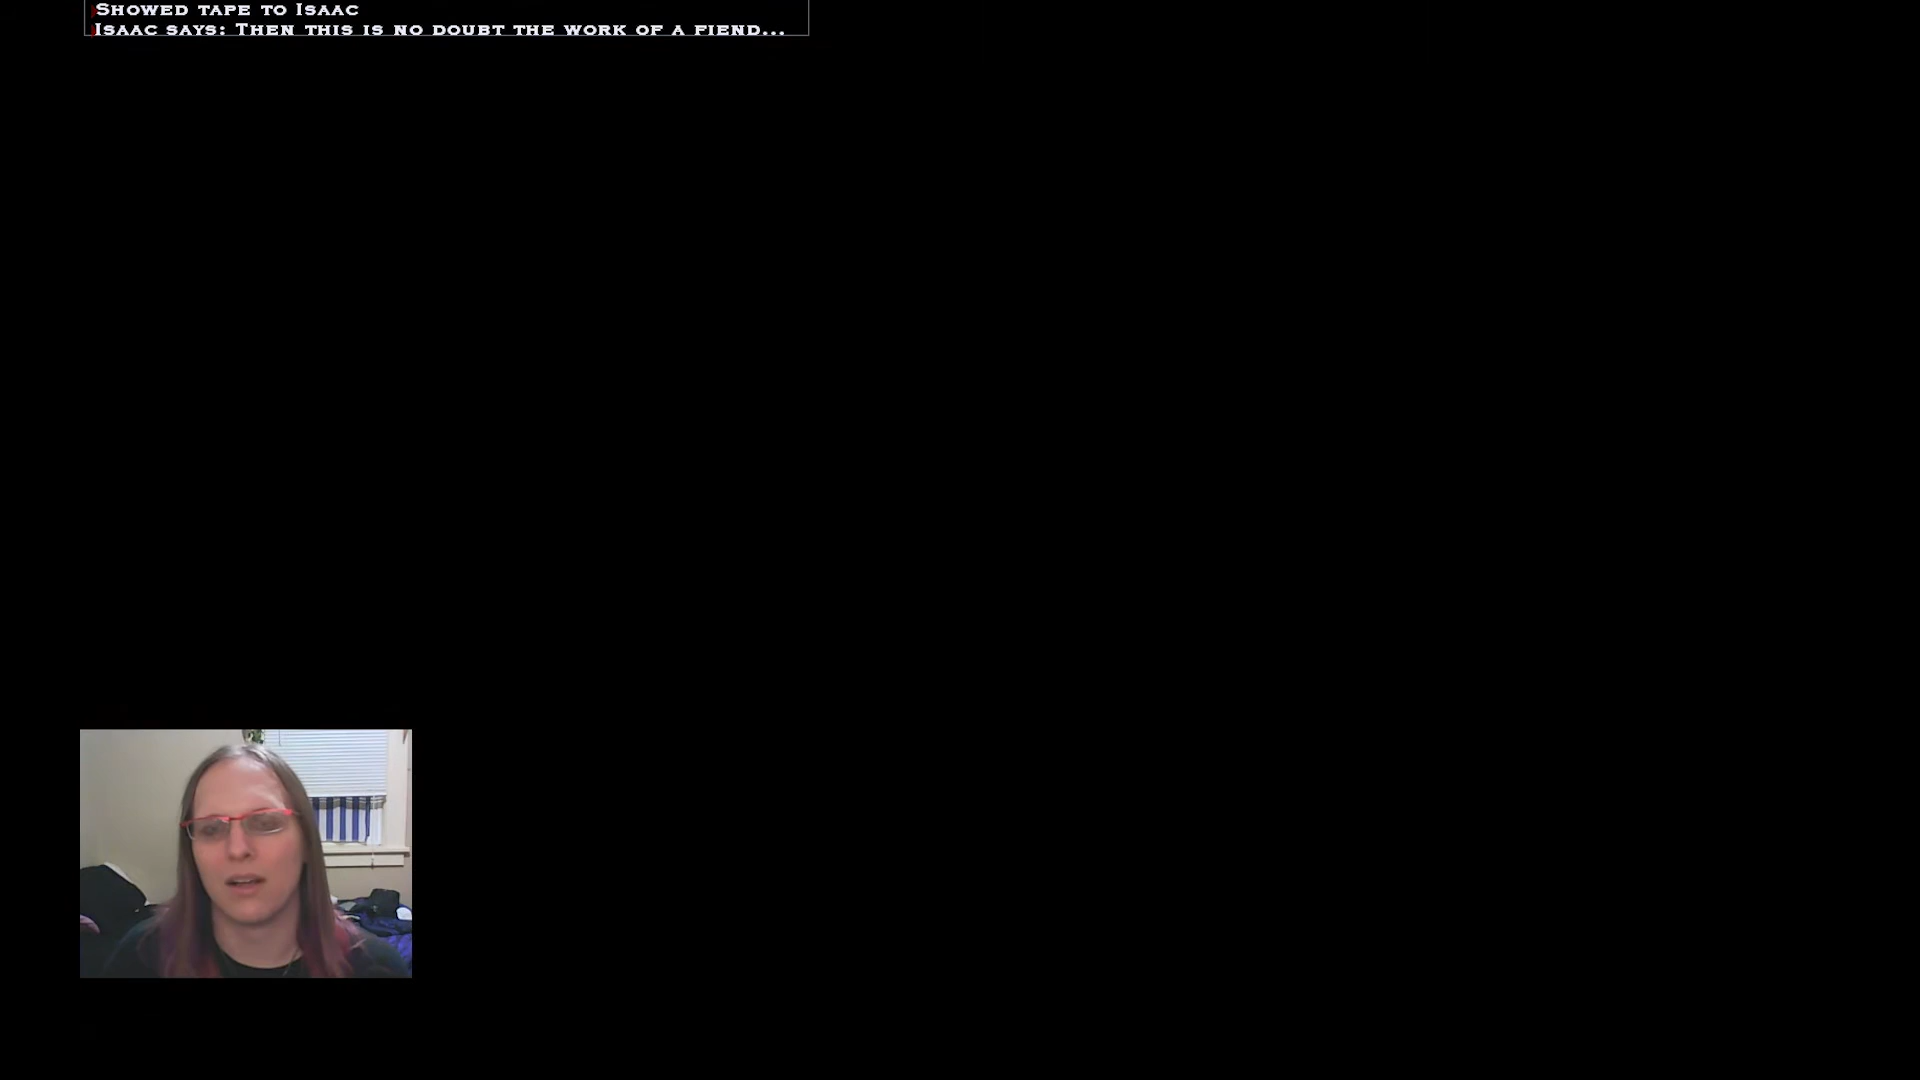 Showed tape to Isaac
Isaac says: Then this is no doubt the work of a fiend...